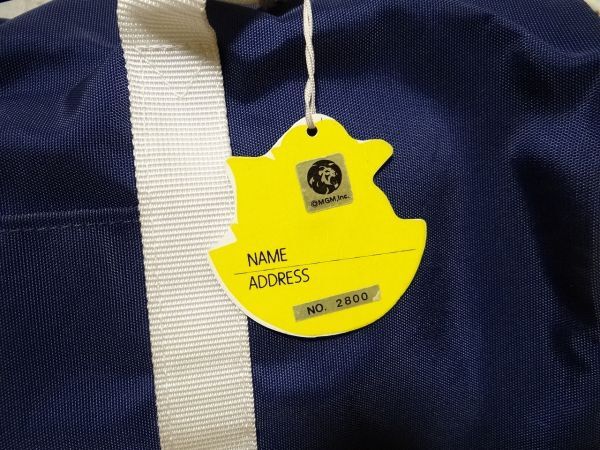 ©MGM,Inc.
NAME
ADDRESS
NO. 2800